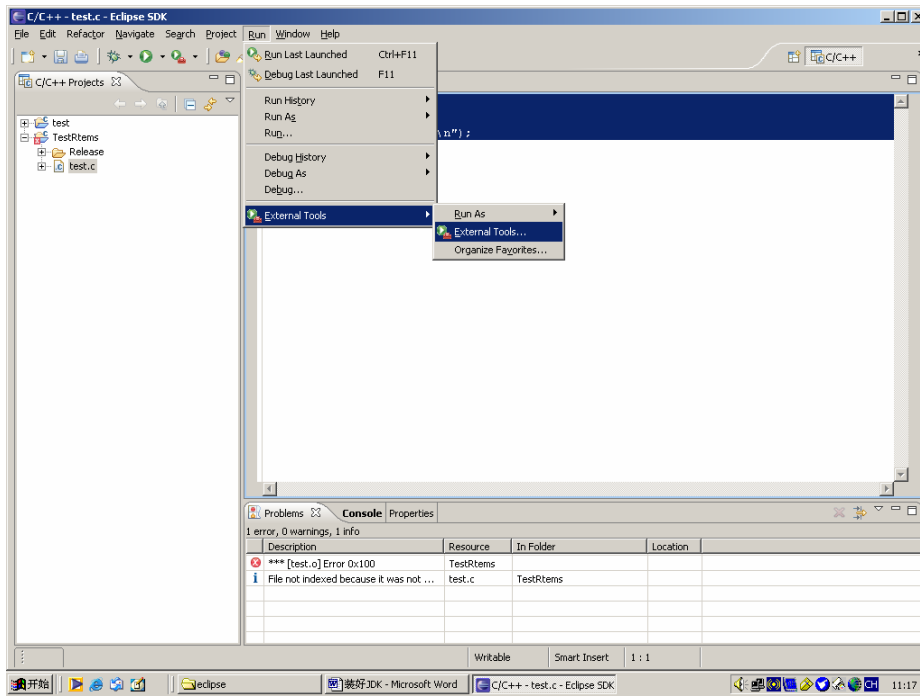 C/C++ - test.c - Eclipse SDK
File Edit Refactor Navigate Search Project Run Window Help
C/C++
C/C++ Projects
test
TestRtems
Release
test.c
Run Last Launched Ctrl+F11
Debug Last Launched F11
Run History
Run As
Run...
Debug History
Debug As
Debug...
External Tools
Run As
External Tools...
Organize Favorites...
\n");
Problems Console Properties
1 error, 0 warnings, 1 info
Description Resource In Folder Location
*** [test.o] Error 0x100 TestRtems
i File not indexed because it was not ... test.c TestRtems
Writable Smart Insert 1 : 1
开始 eclipse 装好JDK - Microsoft Word C/C++ - test.c - Eclipse SDK CH 11:17